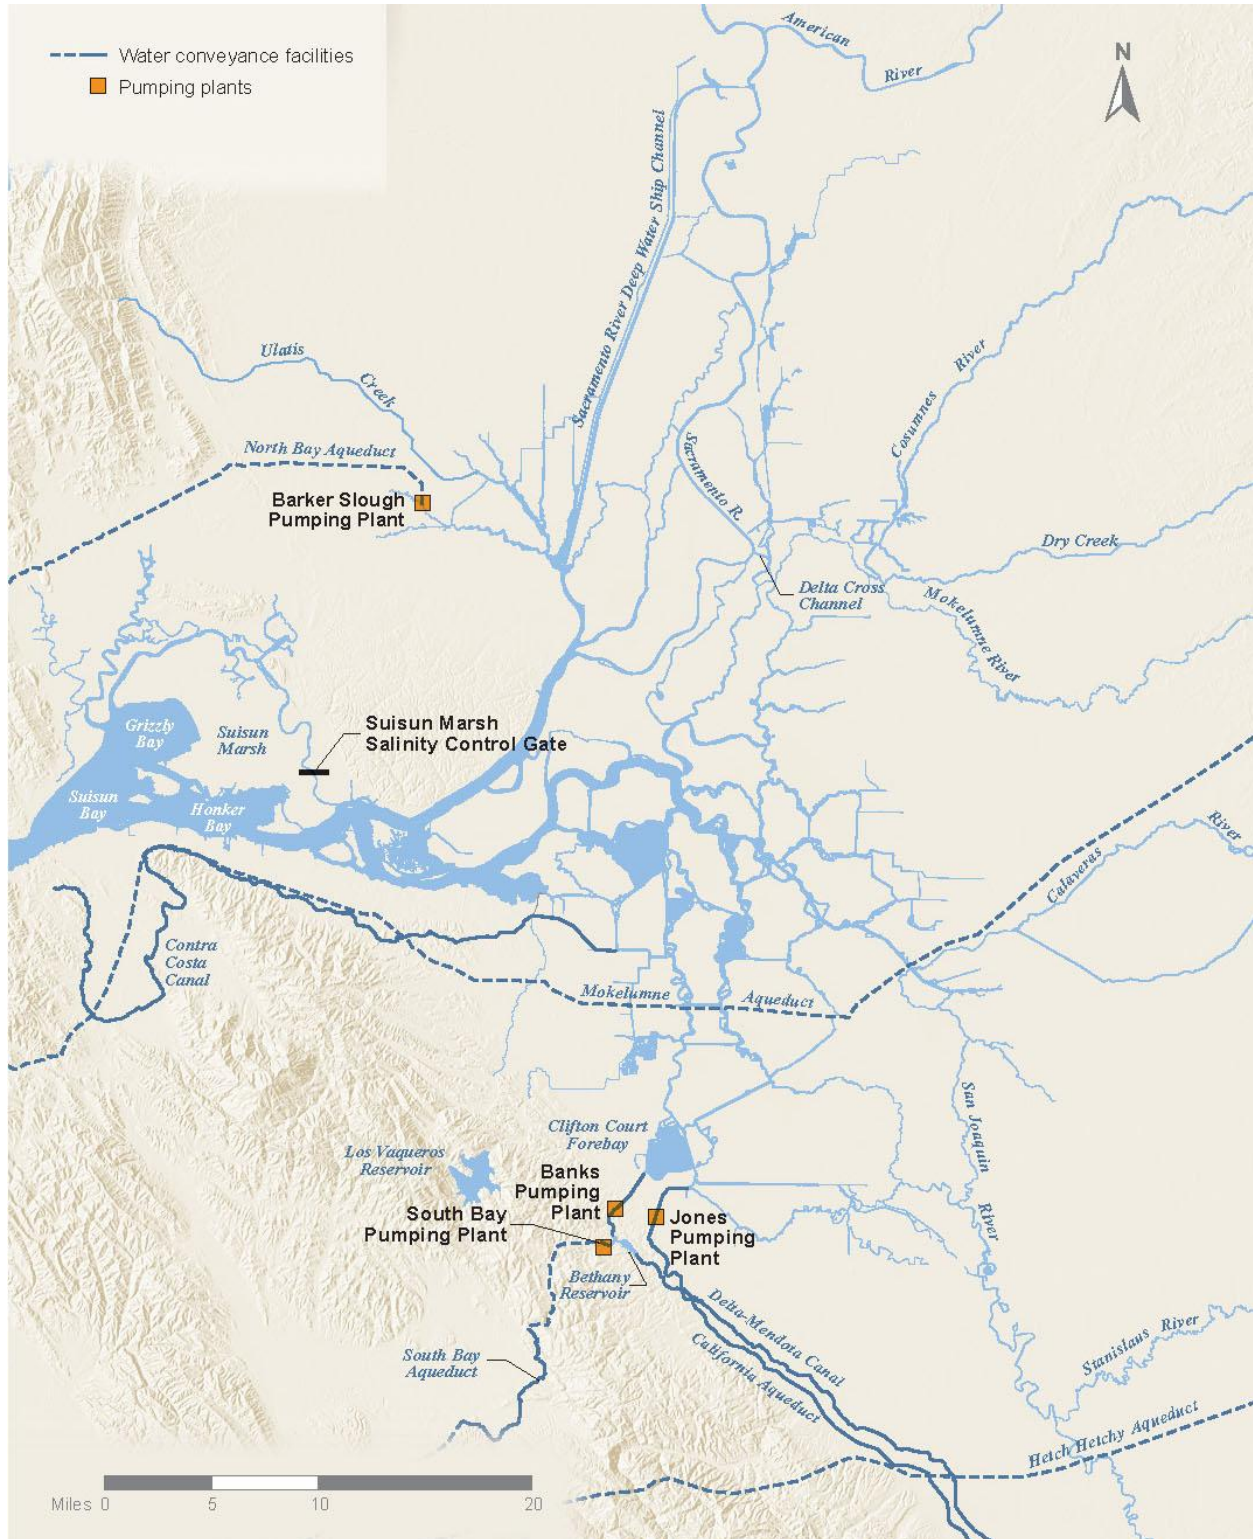 Water conveyance facilities
Pumping plants
N
American
River
Sacramento River Deep Water Ship Channel
Ulatis
Creek
Cosumnes
River
North Bay Aqueduct
Sacramento R.
Barker Slough
Pumping Plant
Dry Creek
Delta Cross
Channel
Mokelumne River
Grizzly
Bay
Suisun
Marsh
Suisun Marsh
Salinity Control Gate
Suisun
Bay
Honker
Bay
Calaveras
River
Contra
Costa
Canal
Mokelumne
Aqueduct
San Joaquin
River
Clifton Court
Forebay
Los Vaqueros
Reservoir
Banks
Pumping
Plant
South Bay
Pumping Plant
Jones
Pumping
Plant
Bethany
Reservoir
Delta-Mendota Canal
California Aqueduct
Stanislaus River
South Bay
Aqueduct
Hetch Hetchy Aqueduct
Miles 0 5 10 20